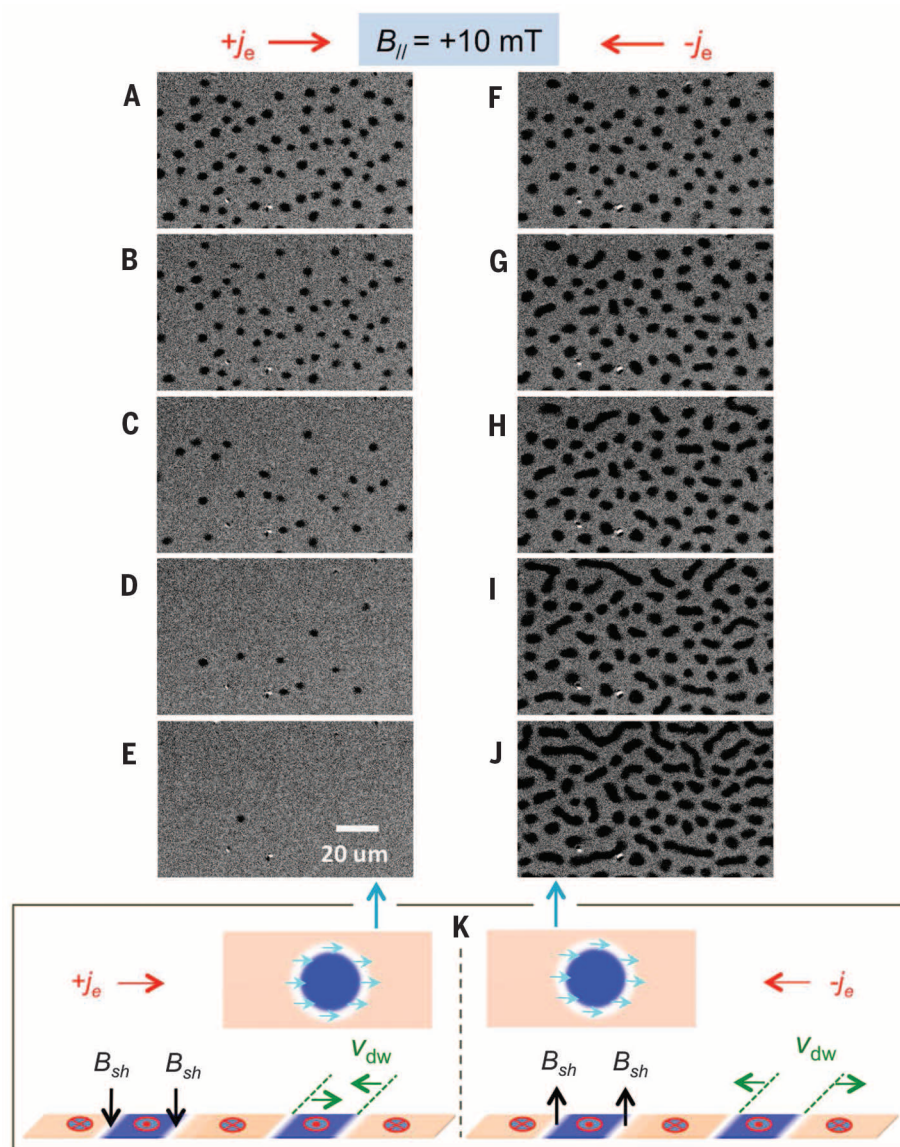 +je B// = +10 mT -je
A F
B G
C H
D I
E J
20 um
K
+je -je
Bsh Bsh vdw Bsh Bsh vdw